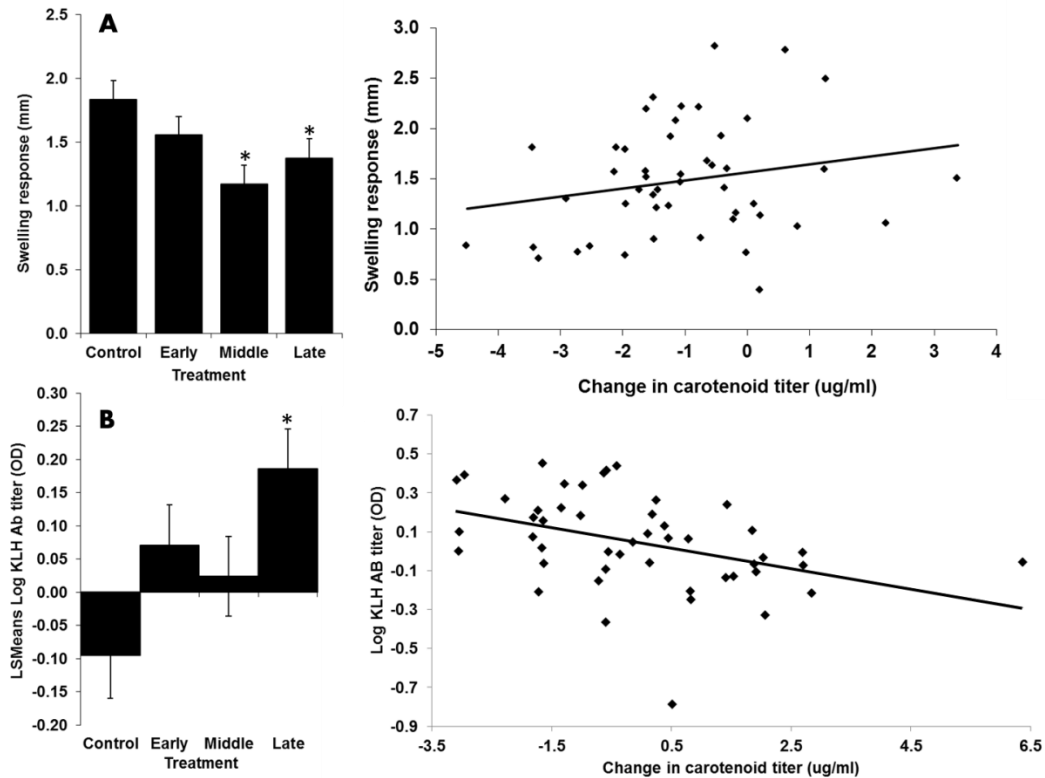 A
Swelling response (mm)
2.5
2.0
1.5
1.0
0.5
0.0
*
*
Control Early Middle Late
Treatment
Swelling response (mm)
3.0
2.5
2.0
1.5
1.0
0.5
0.0
-5 -4 -3 -2 -1 0 1 2 3 4
Change in carotenoid titer (ug/ml)
B
LSMeans Log KLH Ab titer (OD)
0.30
0.25
0.20
0.15
0.10
0.05
0.00
-0.05
-0.10
-0.15
-0.20
*
Control Early Middle Late
Treatment
Log KLH AB titer (OD)
0.7
0.5
0.3
0.1
-0.1
-0.3
-0.5
-0.7
-0.9
-3.5 -1.5 0.5 2.5 4.5 6.5
Change in carotenoid titer (ug/ml)